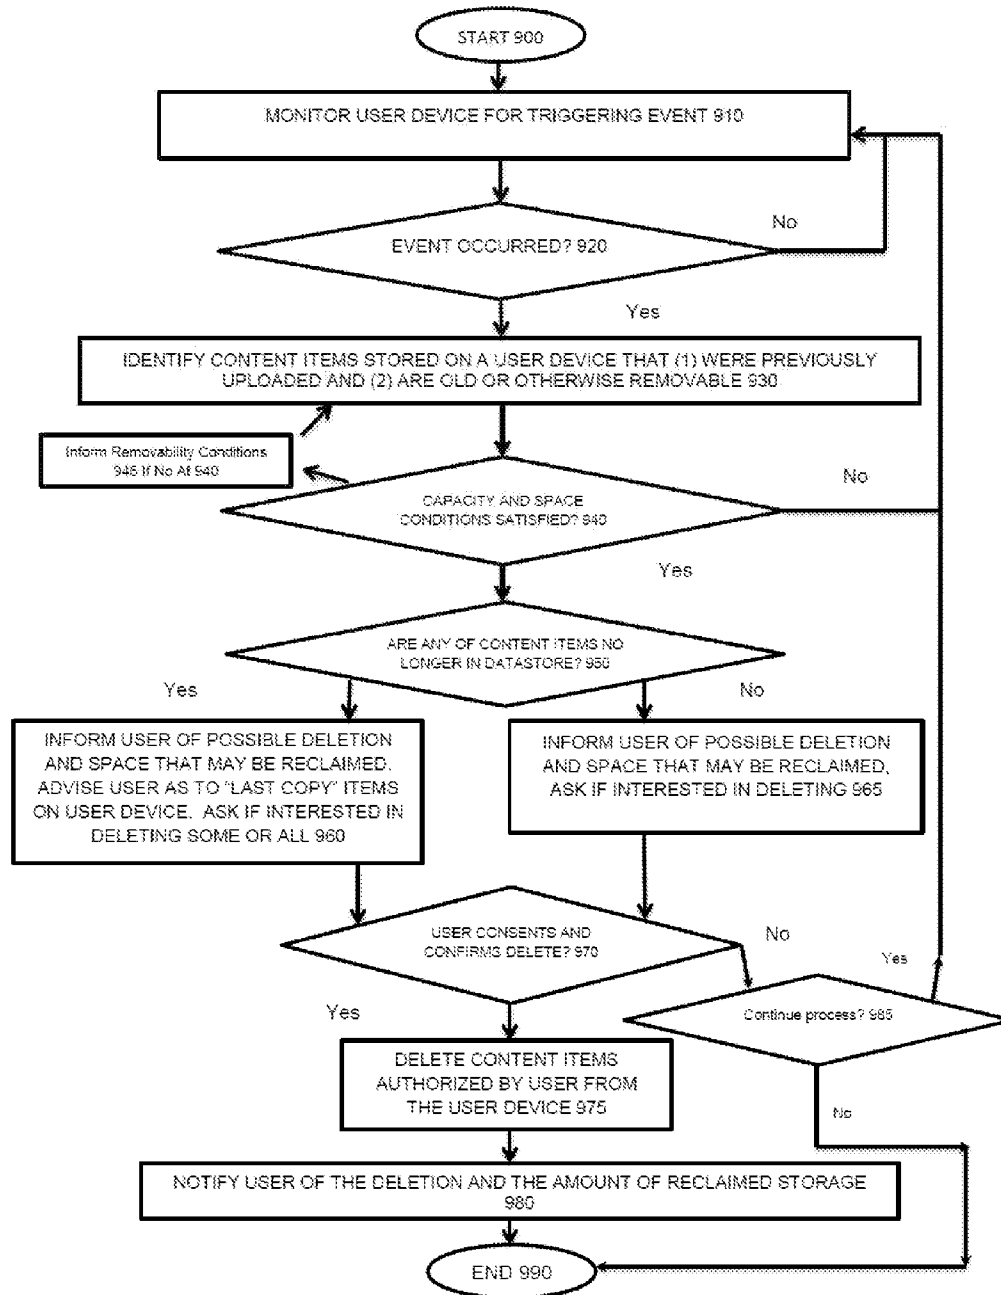 START 900
MONITOR USER DEVICE FOR TRIGGERING EVENT 910
No
EVENT OCCURRED? 920
Yes
IDENTIFY CONTENT ITEMS STORED ON A USER DEVICE THAT (1) WERE PREVIOUSLY
UPLOADED AND (2) ARE OLD OR OTHERWISE REMOVABLE 930
Inform Removability Conditions
945 If No At 940
No
CAPACITY AND SPACE
CONDITIONS SATISFIED? 940
Yes
ARE ANY OF CONTENT ITEMS NO
LONGER IN DATASTORE? 950
Yes
No
INFORM USER OF POSSIBLE DELETION
AND SPACE THAT MAY BE RECLAIMED.
ADVISE USER AS TO "LAST COPY" ITEMS
ON USER DEVICE. ASK IF INTERESTED IN
DELETING SOME OR ALL 960
INFORM USER OF POSSIBLE DELETION
AND SPACE THAT MAY BE RECLAIMED,
ASK IF INTERESTED IN DELETING 965
USER CONSENTS AND
CONFIRMS DELETE? 970
No
Yes
Continue process? 985
Yes
DELETE CONTENT ITEMS
AUTHORIZED BY USER FROM
THE USER DEVICE 975
No
NOTIFY USER OF THE DELETION AND THE AMOUNT OF RECLAIMED STORAGE
980
END 990